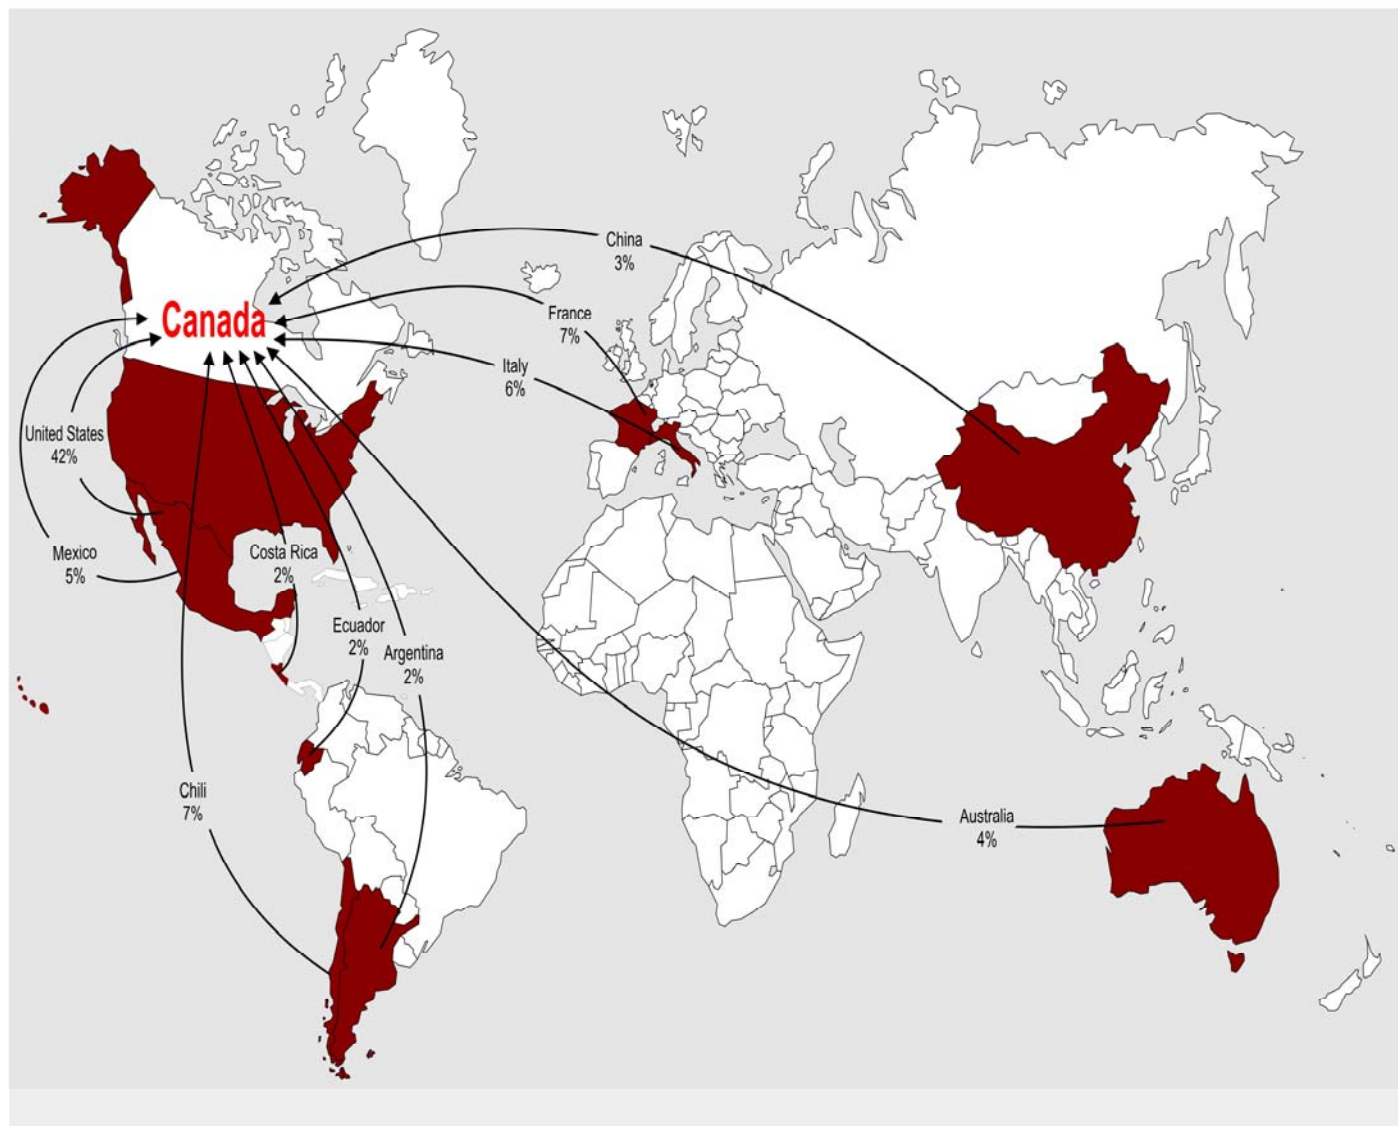 China
3%
France
7%
Canada
Italy
6%
United States
42%
Mexico
5%
Costa Rica
2%
Ecuador
2%
Argentina
2%
Chili
7%
Australia
4%